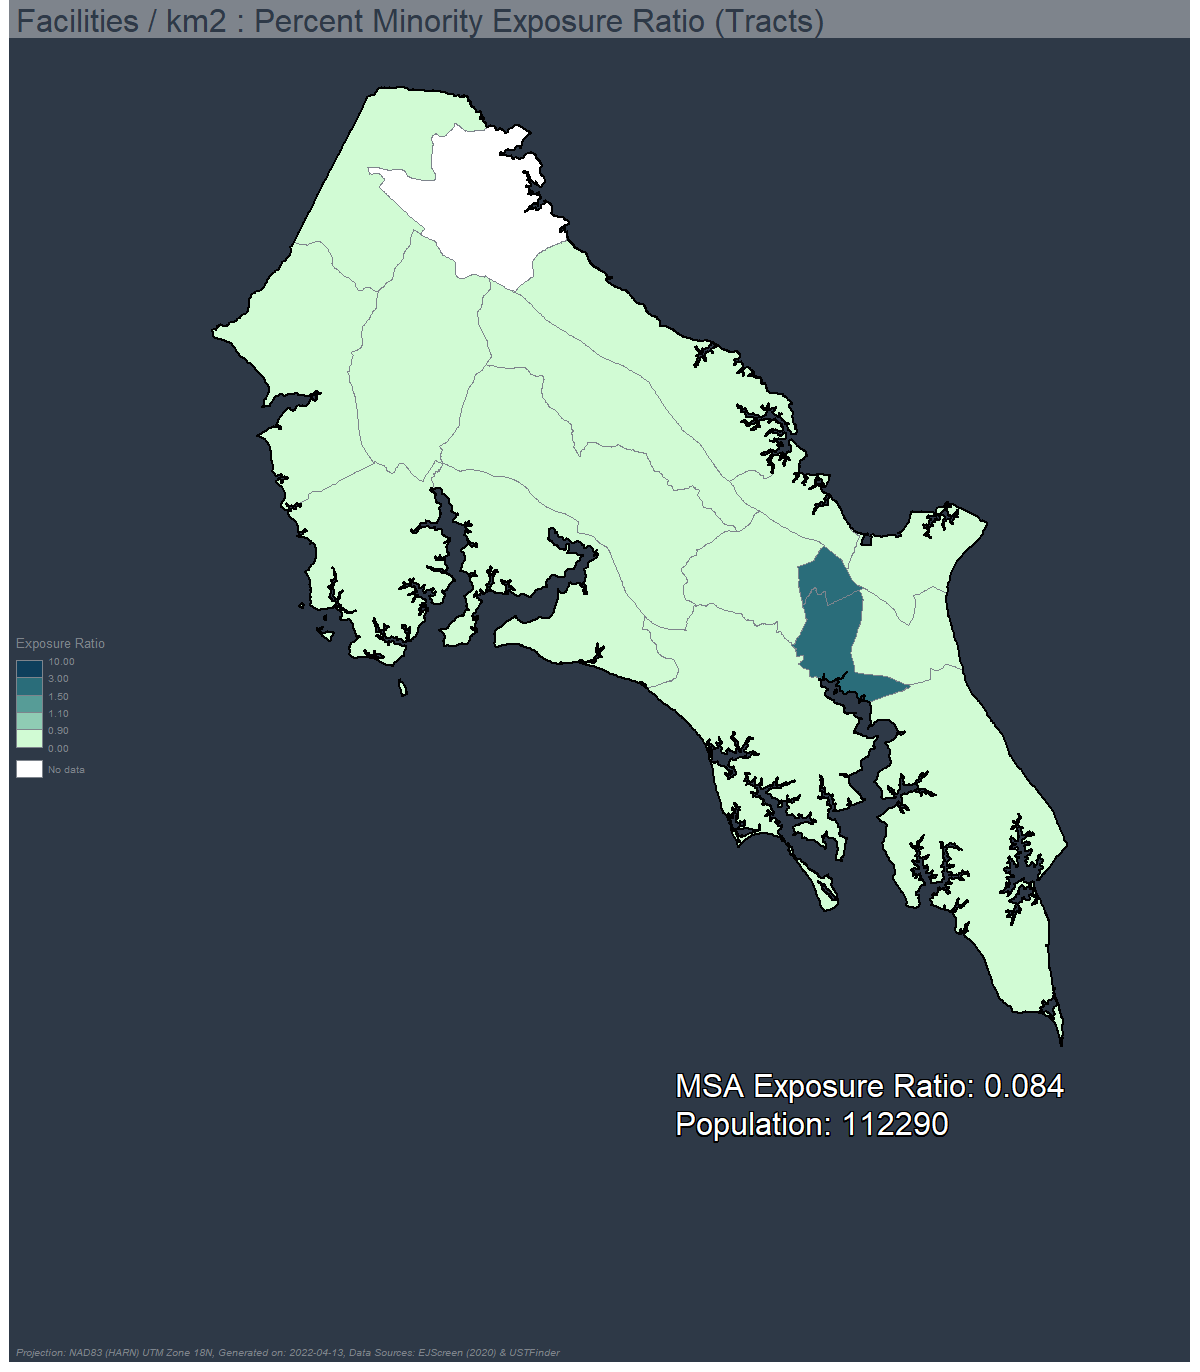 Facilities / km2 : Percent Minority Exposure Ratio (Tracts)
Exposure Ratio
10.00
3.00
1.50
1.10
0.90
0.00
No data
MSA Exposure Ratio: 0.084
Population: 112290
Projection: NAD83 (HARN) UTM Zone 18N, Generated on: 2022-04-13, Data Sources: EJScreen (2020) & USTFinder